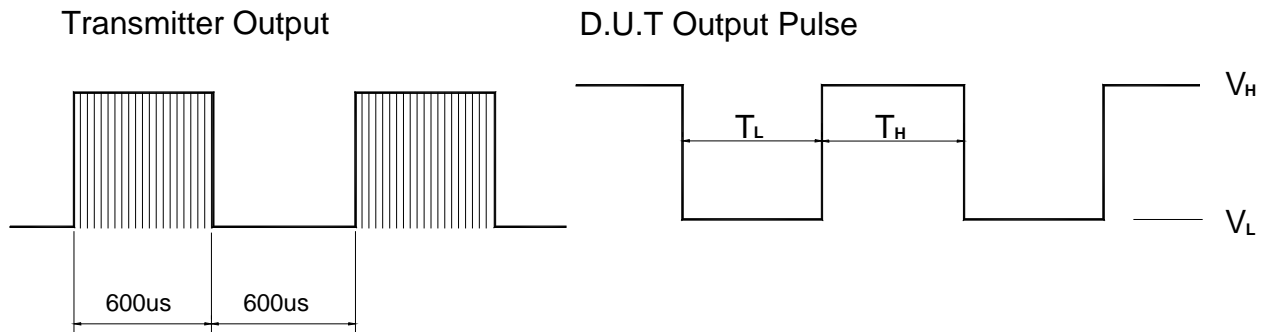 Transmitter Output
D.U.T Output Pulse
VH
TL TH
VL
600us 600us